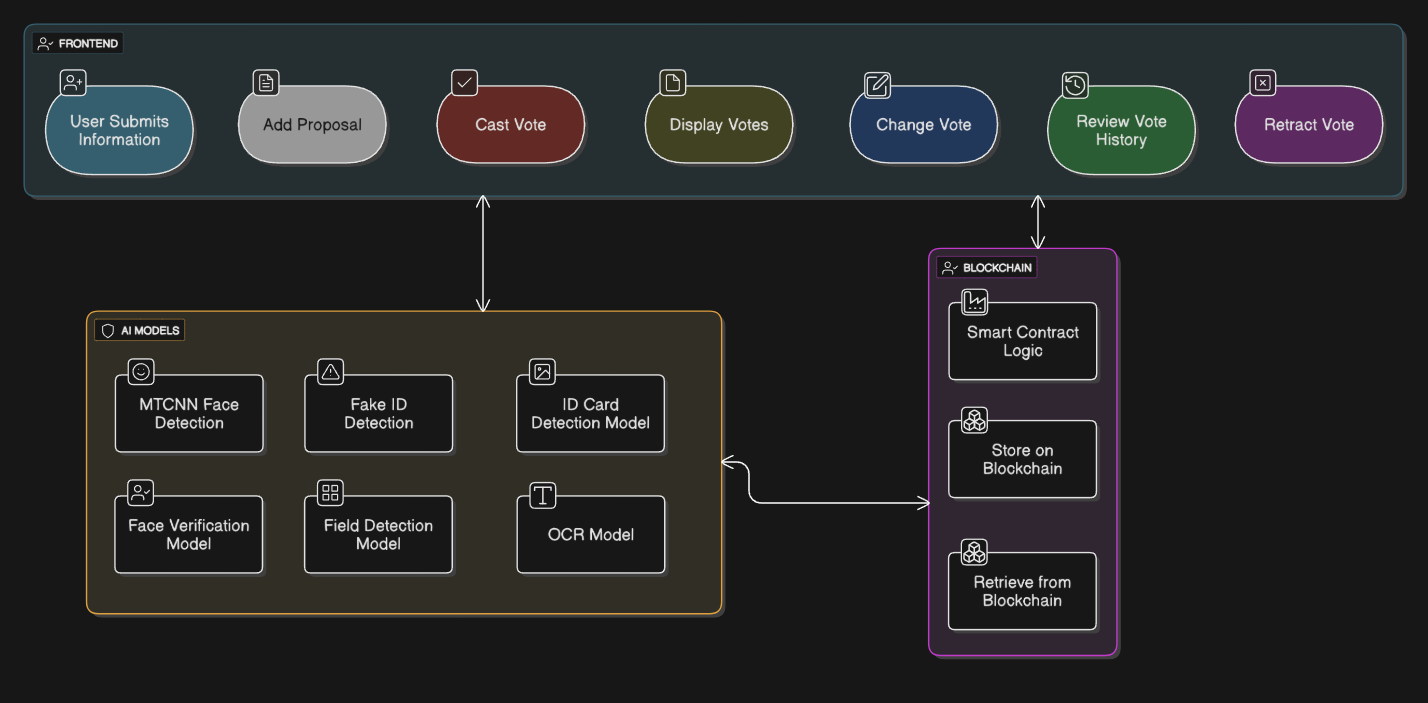 FRONTEND
User Submits
Information
Add Proposal
Cast Vote
Display Votes
Change Vote
Review Vote
History
Retract Vote
BLOCKCHAIN
Smart Contract
Logic
Store on
Blockchain
Retrieve from
Blockchain
AI MODELS
MTCNN Face
Detection
Fake ID
Detection
ID Card
Detection Model
Face Verification
Model
Field Detection
Model
OCR Model